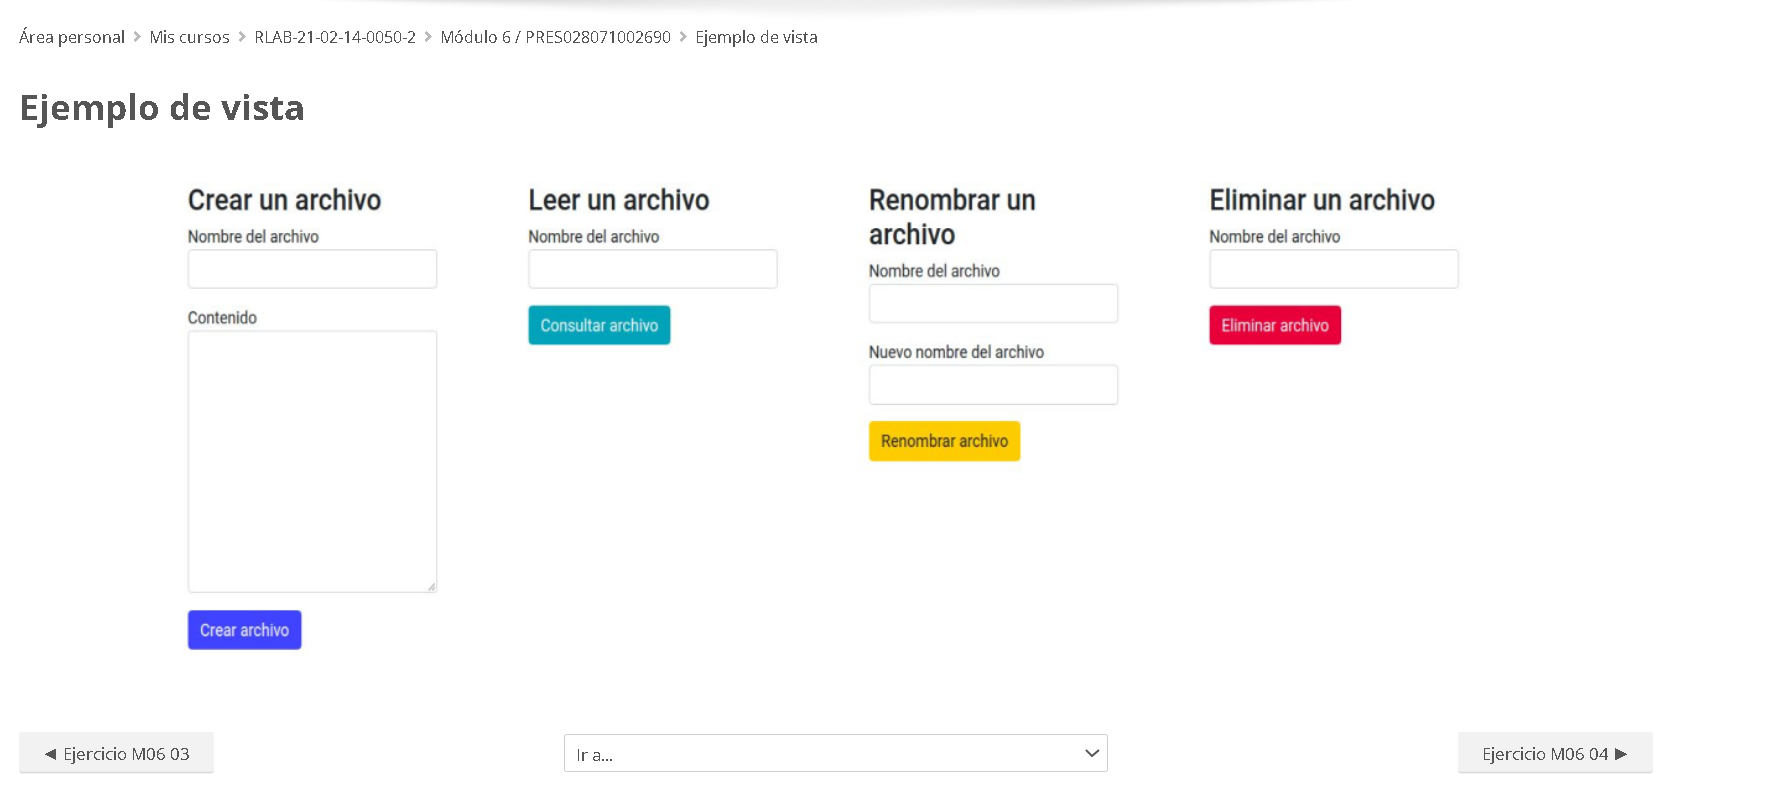 Área personal > Mis cursos > RLAB-21-02-14-0050-2 > Módulo 6 / PRES028071002690 > Ejemplo de vista
Ejemplo de vista
Crear un archivo
Nombre del archivo
Contenido
Crear archivo
Leer un archivo
Nombre del archivo
Consultar archivo
Renombrar un
archivo
Nombre del archivo
Nuevo nombre del archivo
Renombrar archivo
Eliminar un archivo
Nombre del archivo
Eliminar archivo
◄ Ejercicio M06 03
Ir a...
Ejercicio M06 04 ►